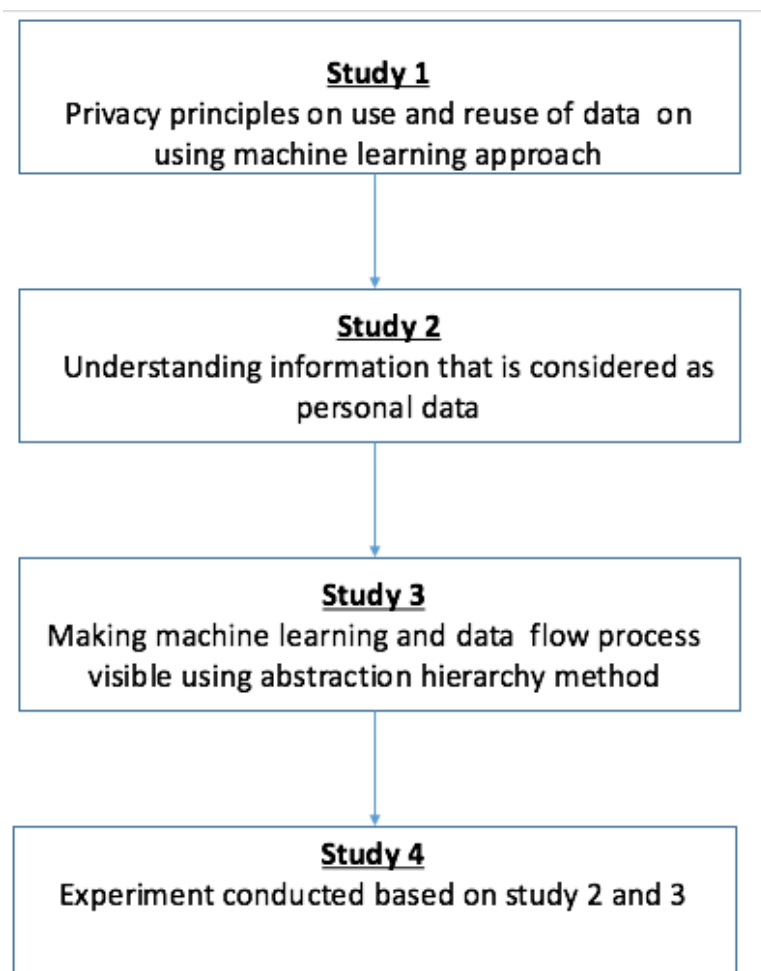 Study 1
Privacy principles on use and reuse of data on
using machine learning approach
Study 2
Understanding information that is considered as
personal data
Study 3
Making machine learning and data flow process
visible using abstraction hierarchy method
Study 4
Experiment conducted based on study 2 and 3